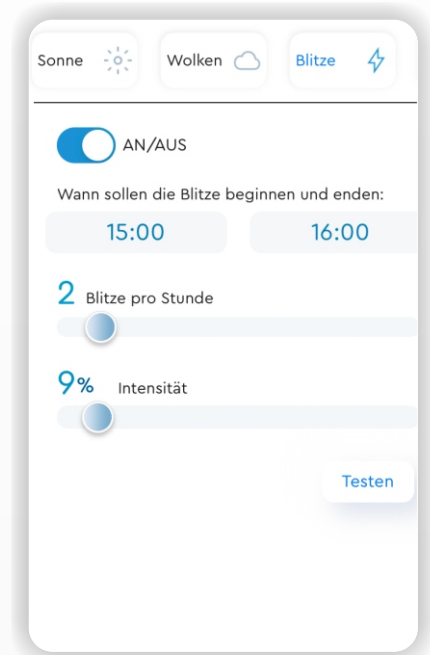 Sonne Wolken Blitze
AN/AUS
Wann sollen die Blitze beginnen und enden:
15:00 16:00
2 Blitze pro Stunde
9% Intensität
Testen